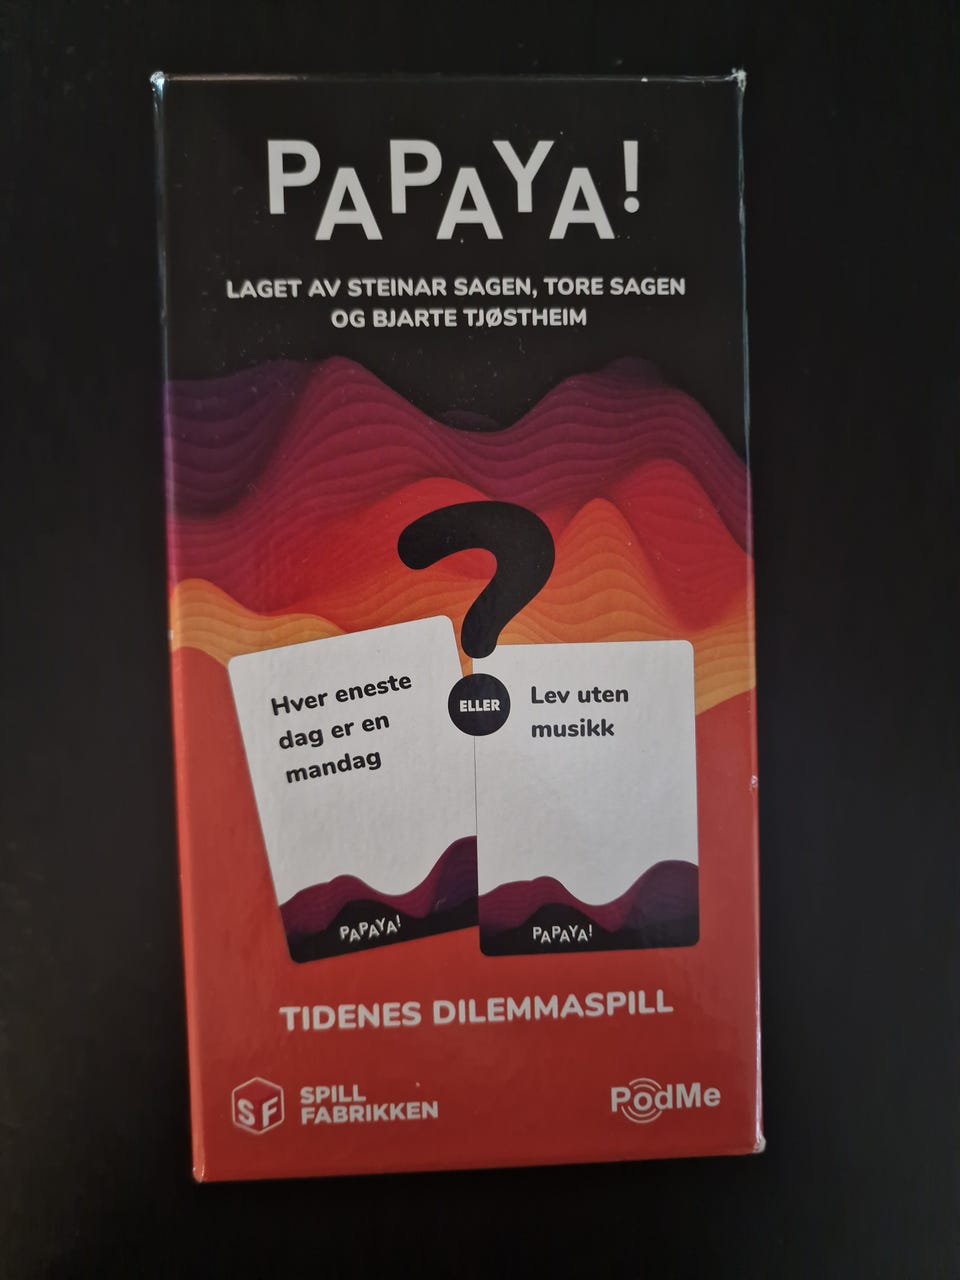 PAPAYA!
LAGET AV STEINAR SAGEN, TORE SAGEN
OG BJARTE TJØSTHEIM
?
Hver eneste
dag er en
mandag
PAPAYA!
ELLER
Lev uten
musikk
PAPAYA!
TIDENES DILEMMASPILL
SF
SPILL
FABRIKKEN
PodMe